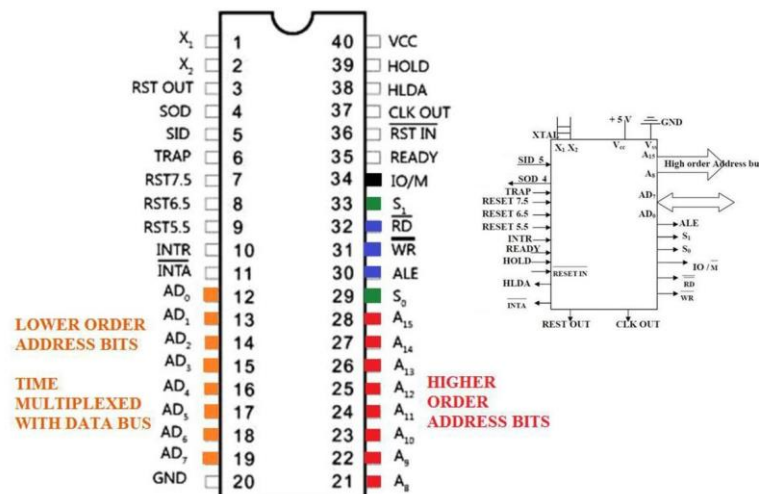 X₁ 1 40 VCC
X₂ 2 39 HOLD
RST OUT 3 38 HLDA
SOD 4 37 CLK OUT
SID 5 36 RST IN
TRAP 6 35 READY
RST7.5 7 34 IO/M
RST6.5 8 33 S₁
RST5.5 9 32 RD
INTR 10 31 WR
INTA 11 30 ALE
AD₀ 12 29 S₀
AD₁ 13 28 A₁₅
AD₂ 14 27 A₁₄
AD₃ 15 26 A₁₃
AD₄ 16 25 A₁₂
AD₅ 17 24 A₁₁
AD₆ 18 23 A₁₀
AD₇ 19 22 A₉
GND 20 21 A₈
LOWER ORDER
ADDRESS BITS
TIME
MULTIPLEXED
WITH DATA BUS
HIGHER
ORDER
ADDRESS BITS
+ 5 V
GND
XTAL
X₁ X₂ Vcc Vss
A₁₅
High order Address bu
A₈
AD₇
AD₀
SID 5
SOD 4
TRAP
RESET 7.5
RESET 6.5
RESET 5.5
INTR
READY
HOLD
RESET IN
HLDA
INTA
ALE
S₁
S₀
IO / M
RD
WR
REST OUT CLK OUT